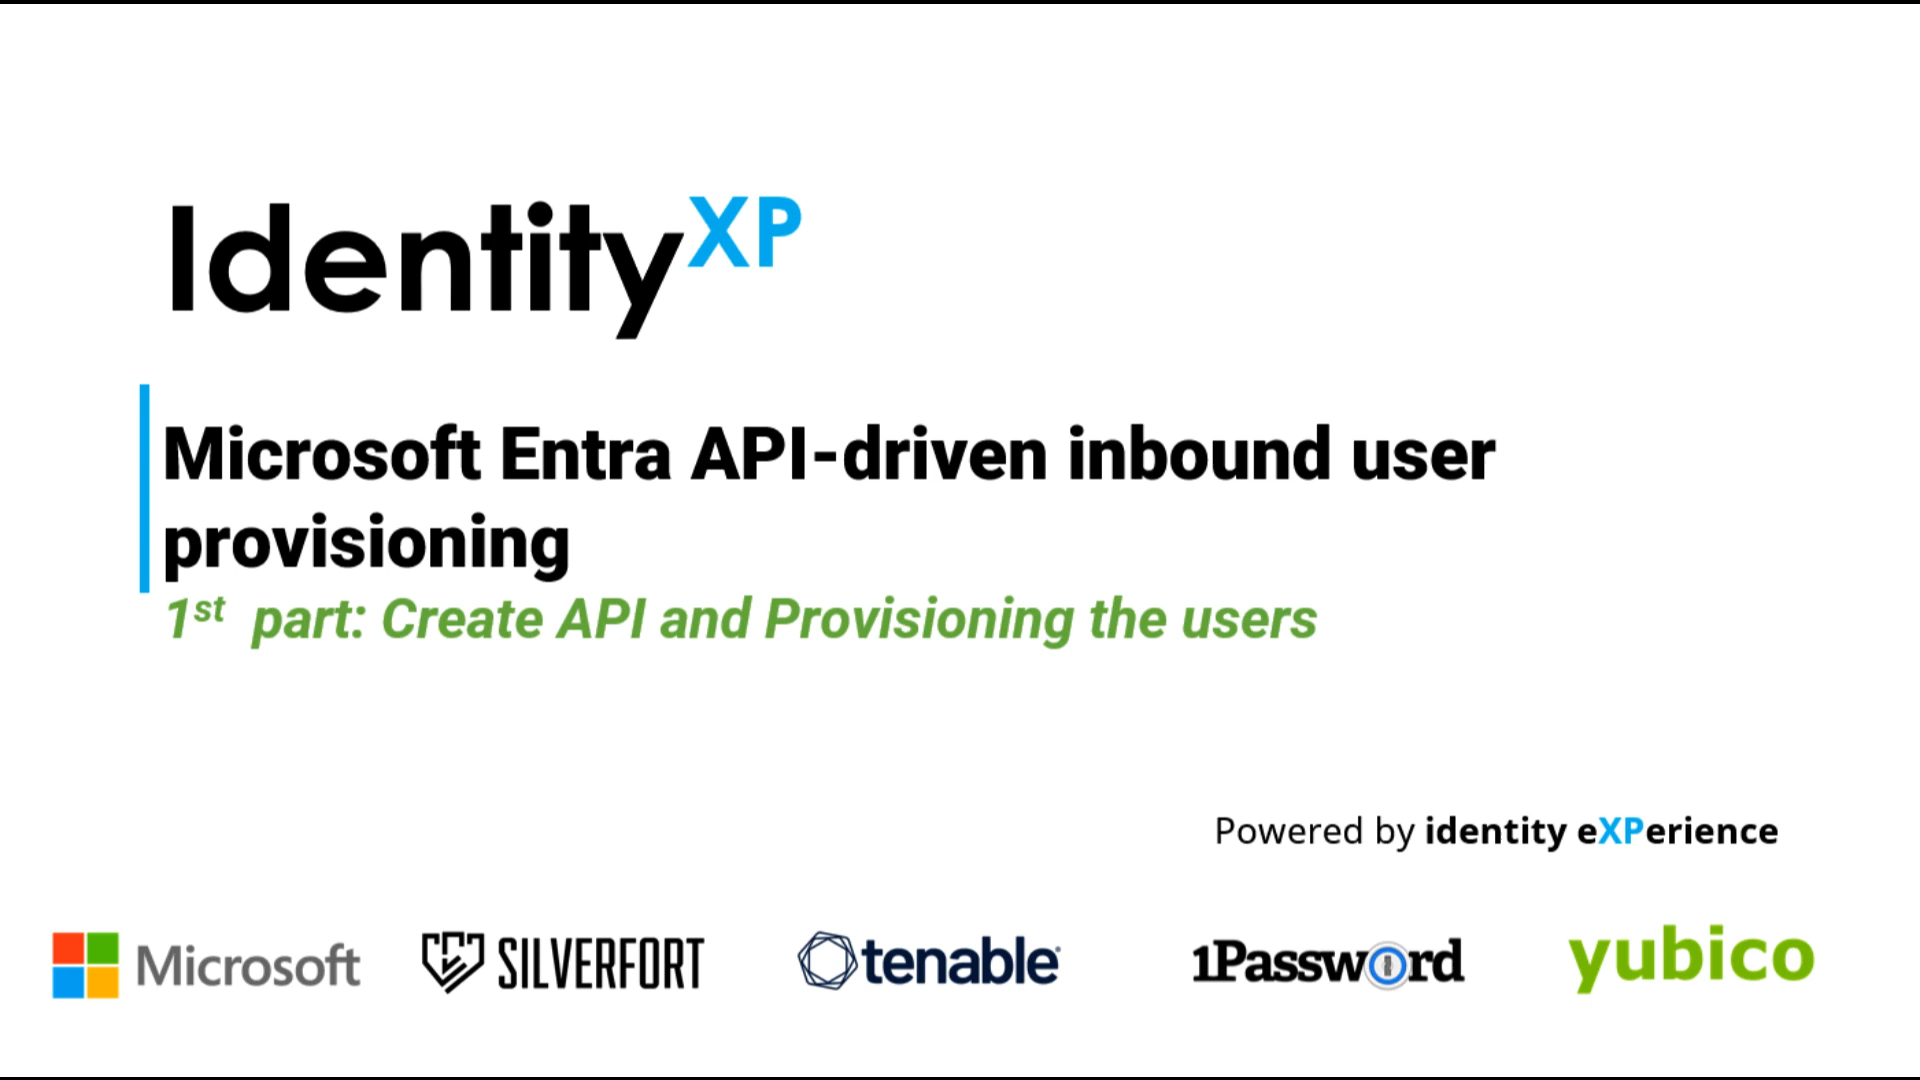 IdentityXP
Microsoft Entra API-driven inbound user
provisioning
1st part: Create API and Provisioning the users
Powered by identity eXPerience
Microsoft SILVERFORT tenable 1Password yubico